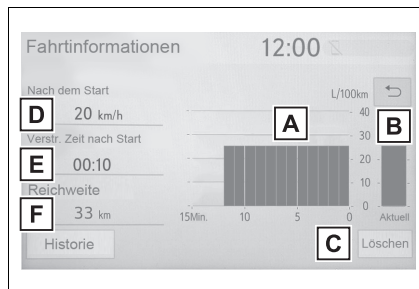 Fahrtinformationen 12:00
Nach dem Start
L/100km
D 20 km/h
A
B
40
Verstr. Zeit nach Start
30
E 00:10
20
Reichweite
10
F 33 km
0
15Min. 10 5 0 Aktuell
Historie
C Löschen